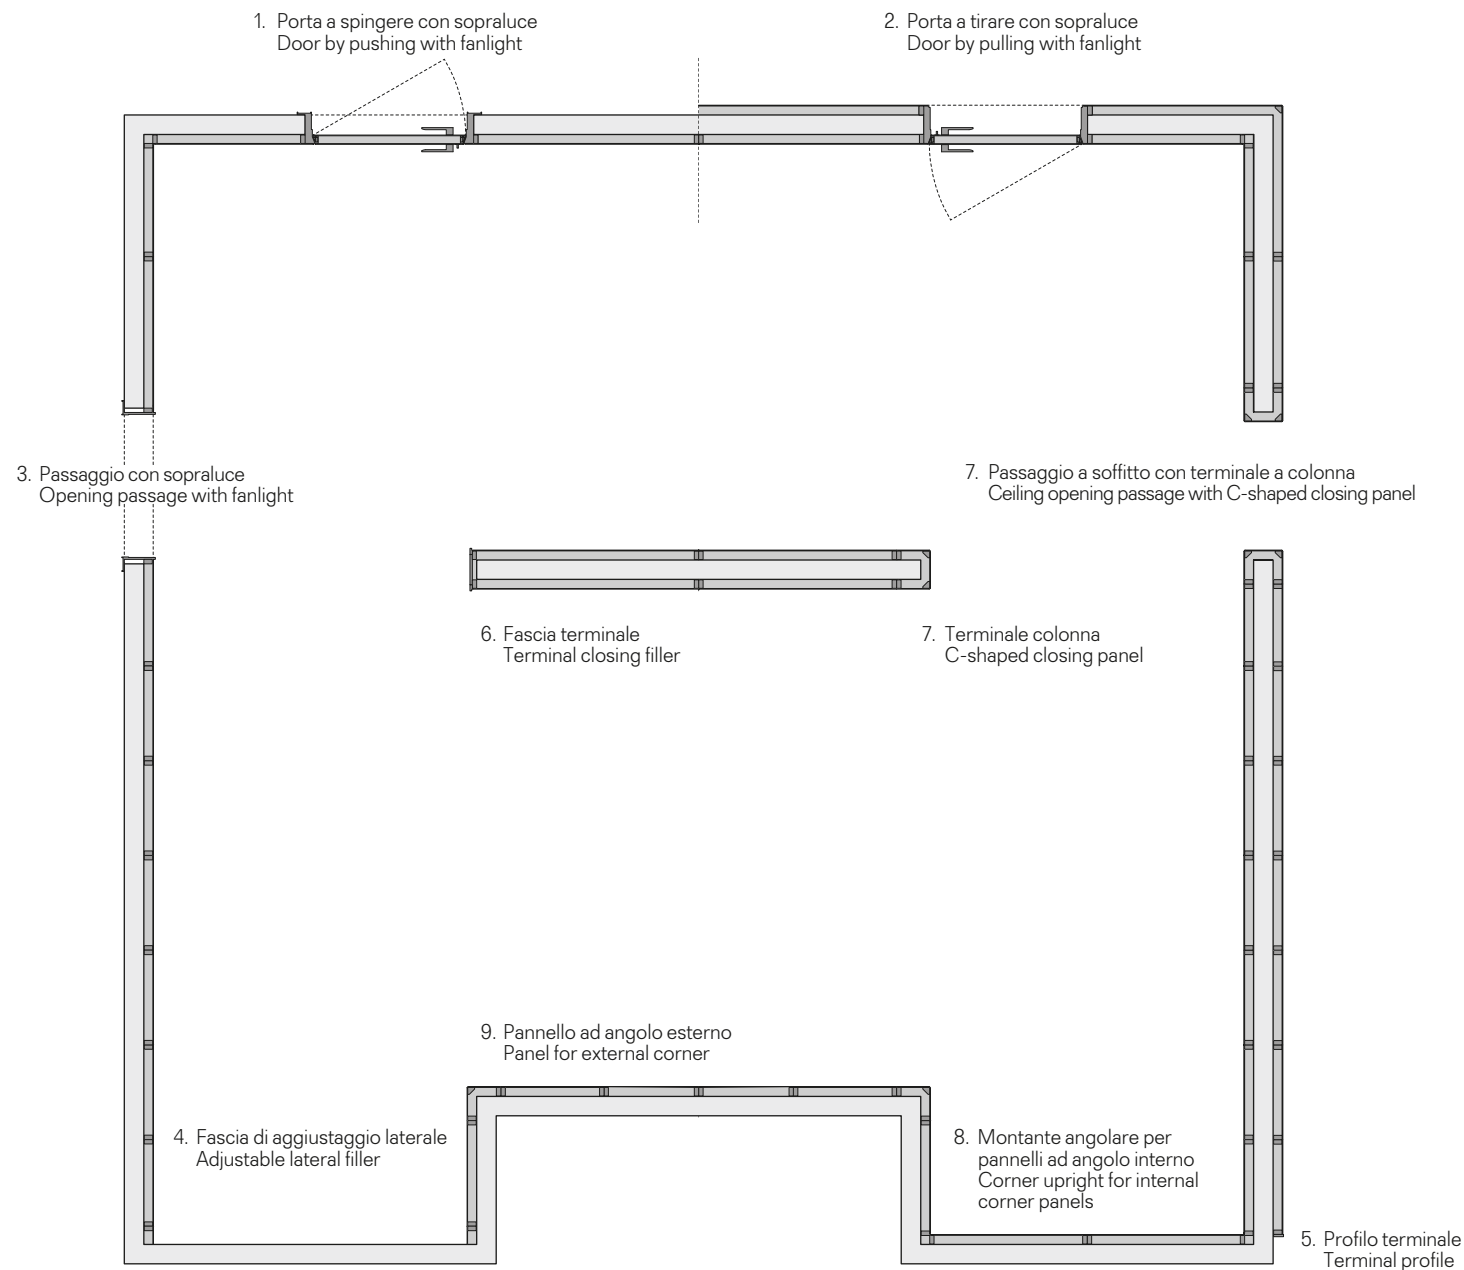 1. Porta a spingere con sopraluce
Door by pushing with fanlight
2. Porta a tirare con sopraluce
Door by pulling with fanlight
3. Passaggio con sopraluce
Opening passage with fanlight
7. Passaggio a soffitto con terminale a colonna
Ceiling opening passage with C-shaped closing panel
6. Fascia terminale
Terminal closing filler
7. Terminale colonna
C-shaped closing panel
9. Pannello ad angolo esterno
Panel for external corner
4. Fascia di aggiustaggio laterale
Adjustable lateral filler
8. Montante angolare per
pannelli ad angolo interno
Corner upright for internal
corner panels
5. Profilo terminale
Terminal profile